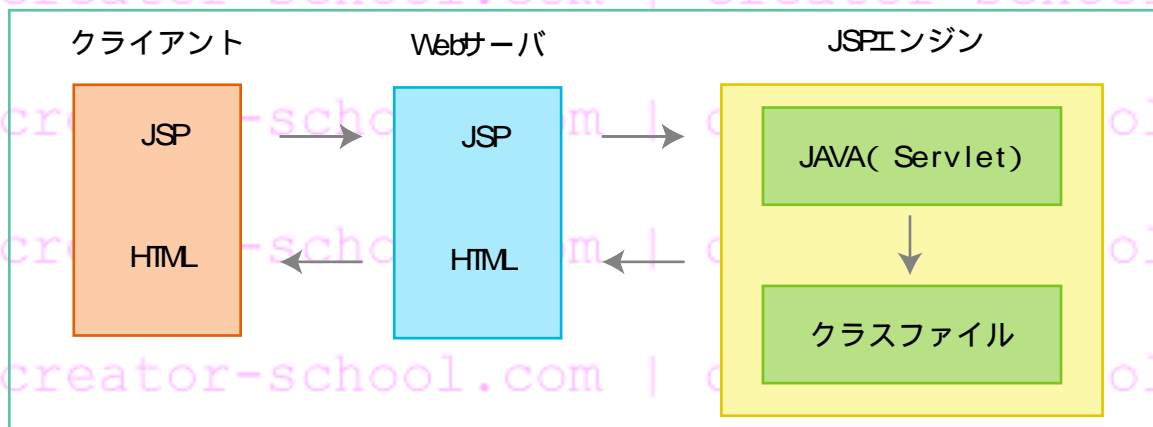 creator-school.com | creator-school
クライアント
Webサーバ
JSPエンジン
JSP
JSP
JAVA( Servlet)
HTML
HTML
クラスファイル
creator-school.com |